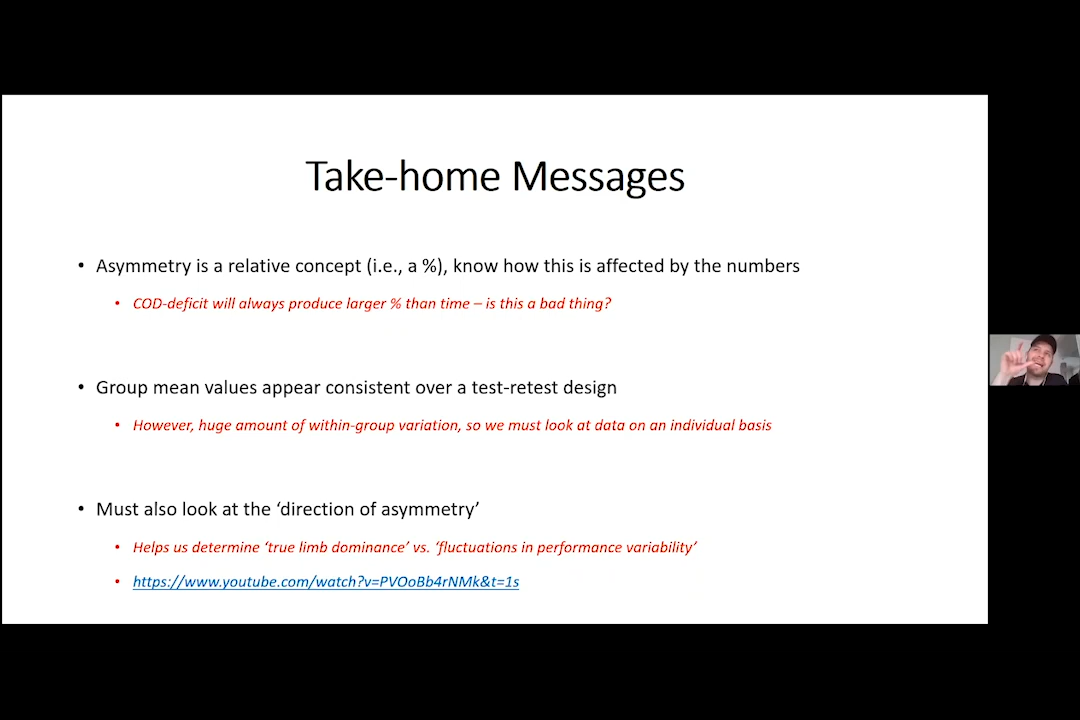 Take-home Messages
• Asymmetry is a relative concept (i.e., a %), know how this is affected by the numbers
• COD-deficit will always produce larger % than time – is this a bad thing?
• Group mean values appear consistent over a test-retest design
• However, huge amount of within-group variation, so we must look at data on an individual basis
• Must also look at the ‘direction of asymmetry’
• Helps us determine ‘true limb dominance’ vs. ‘fluctuations in performance variability’
• https://www.youtube.com/watch?v=PVOoBb4rNMk&t=1s